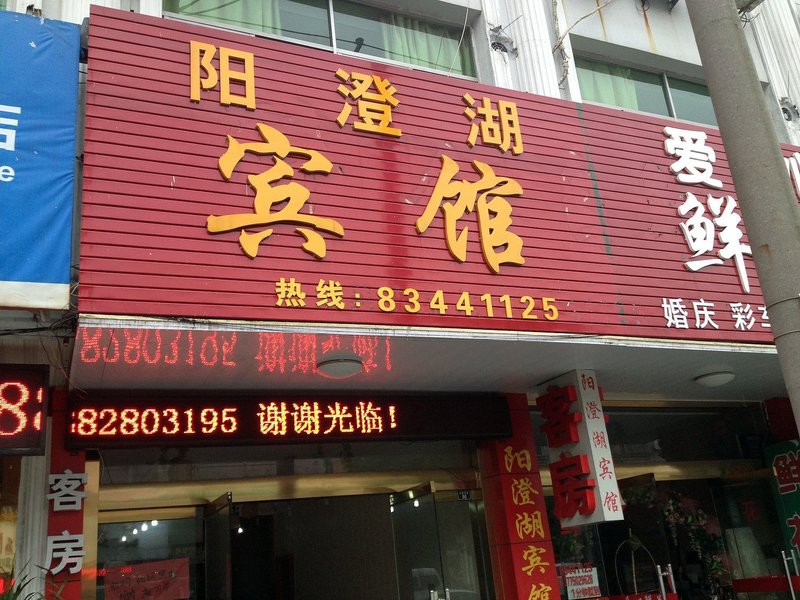 阳澄湖
宾馆
热线：83441125
爱
鲜
婚庆 彩
82803195 谢谢光临！
客房
阳澄湖宾馆
客房
阳澄湖宾馆